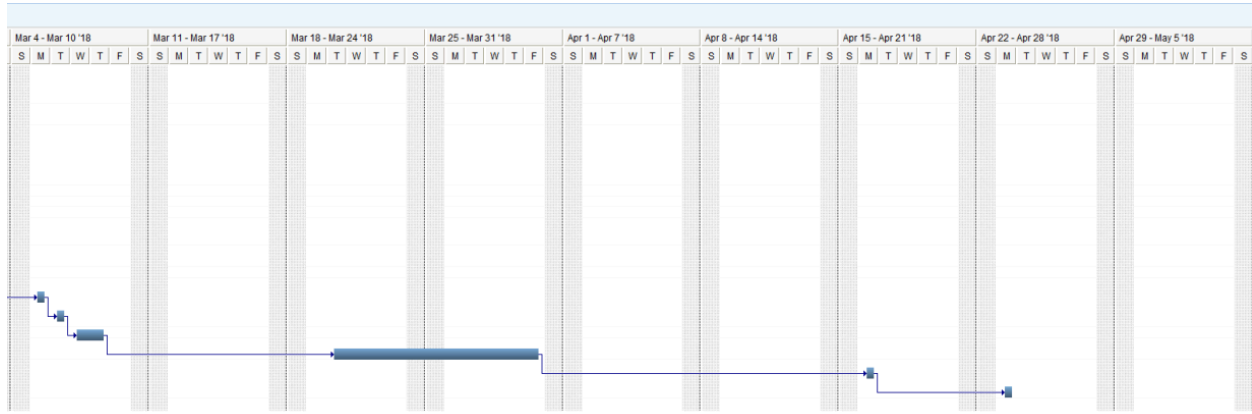 Mar 4 - Mar 10 '18 Mar 11 - Mar 17 '18 Mar 18 - Mar 24 '18 Mar 25 - Mar 31 '18 Apr 1 - Apr 7 '18 Apr 8 - Apr 14 '18 Apr 15 - Apr 21 '18 Apr 22 - Apr 28 '18 Apr 29 - May 5 '18
S M T W T F S S M T W T F S S M T W T F S S M T W T F S S M T W T F S S M T W T F S S M T W T F S S M T W T F S S M T W T F S